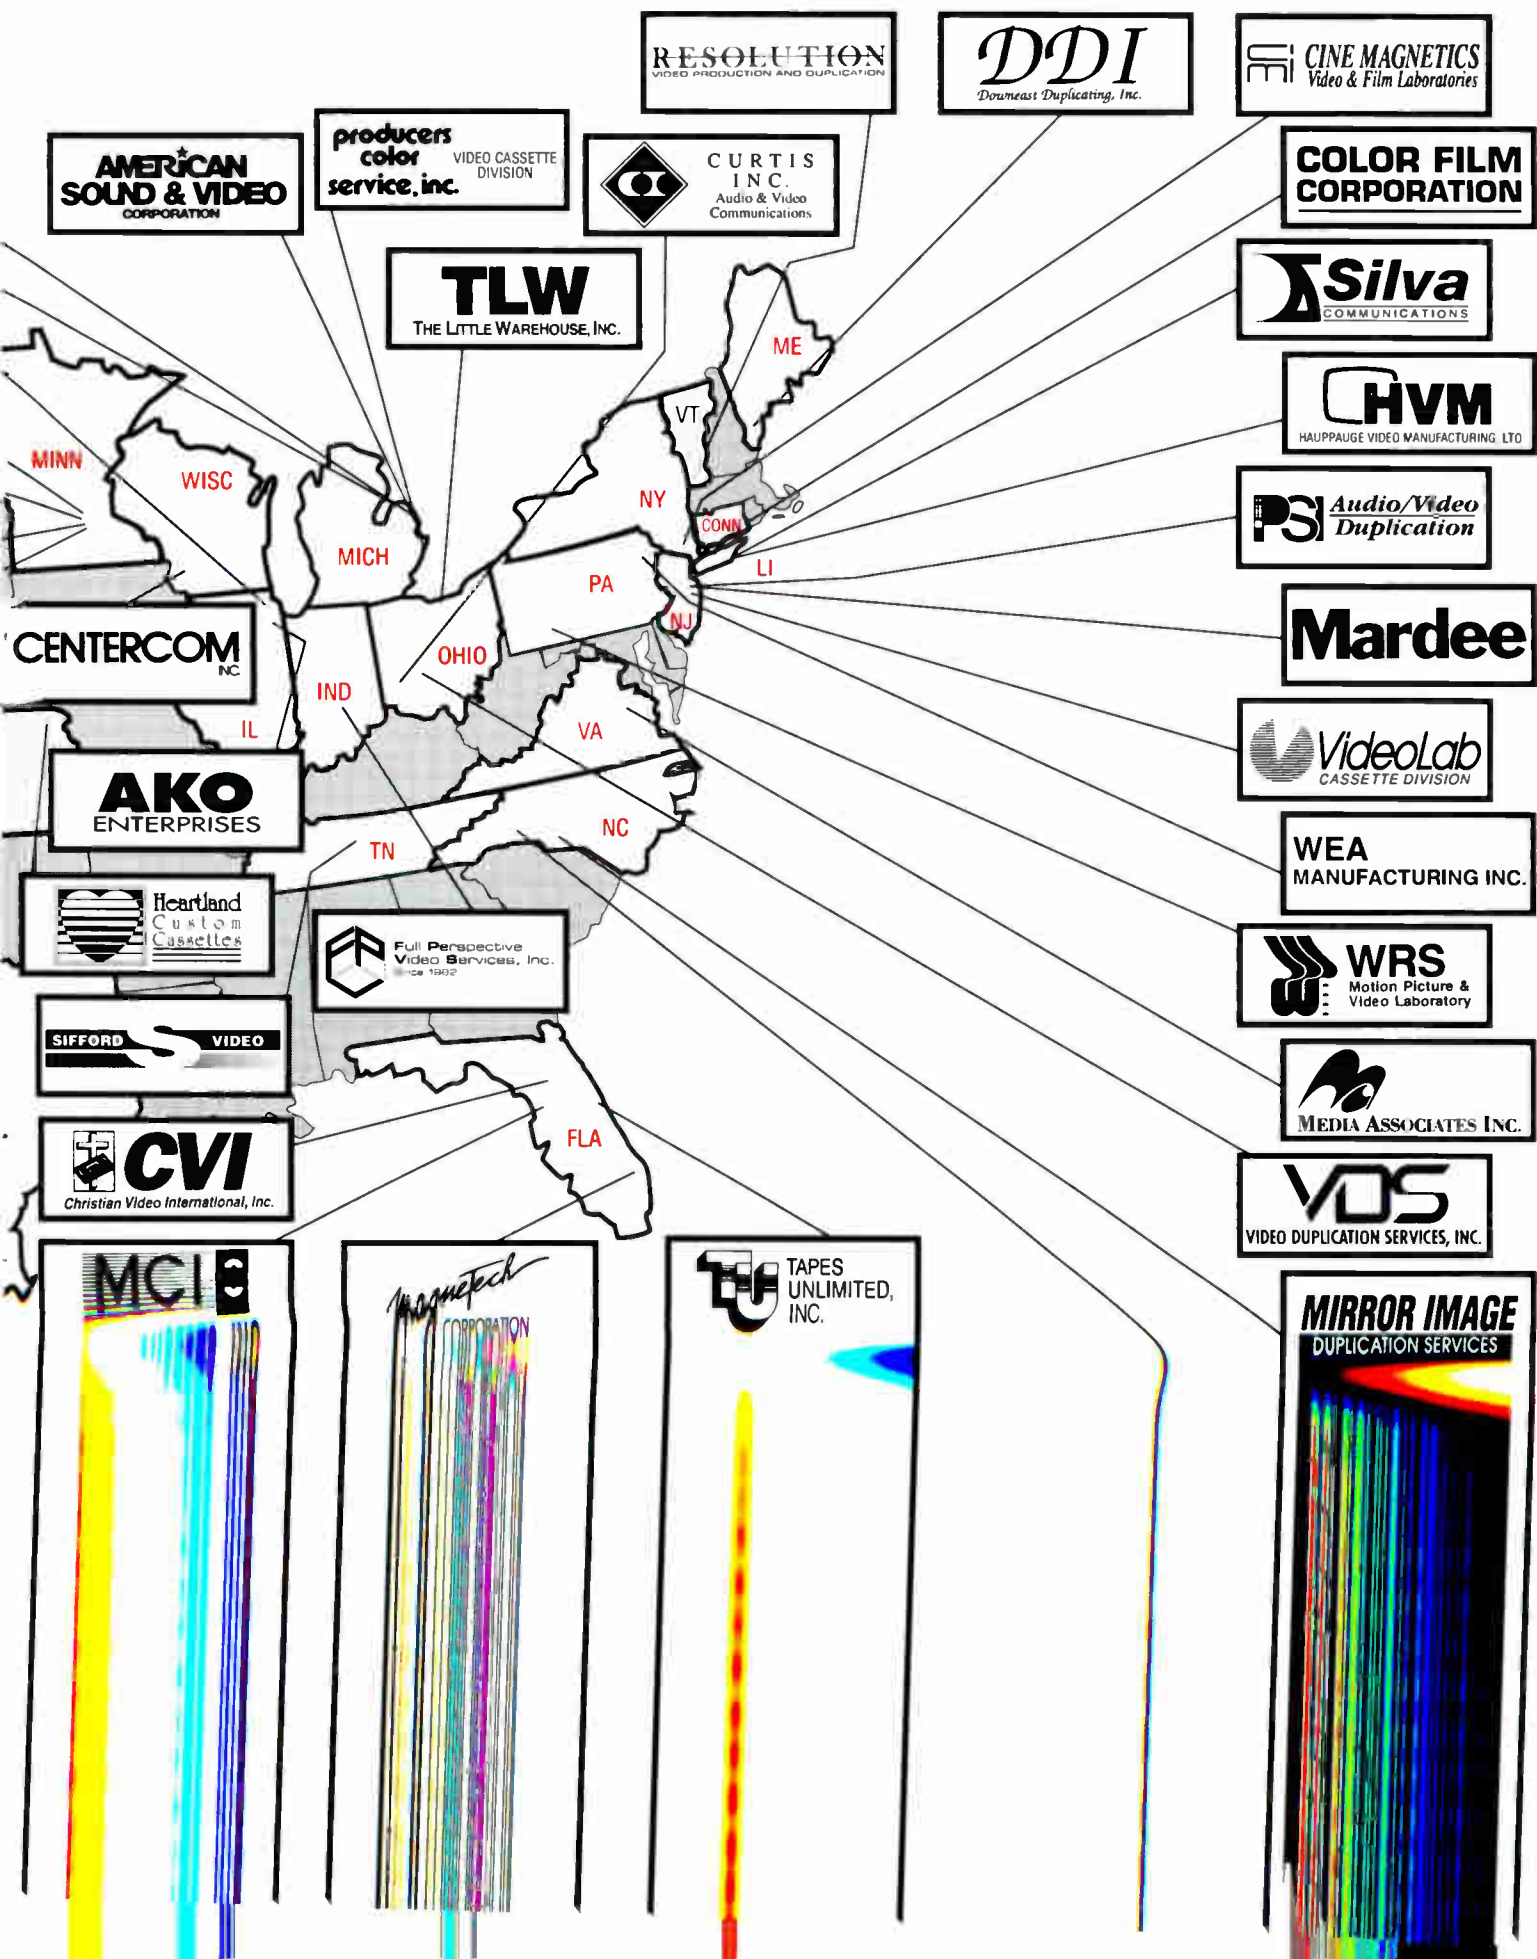 RESOLUTION
VIDEO PRODUCTION AND DUPLICATION
DDI
Downeast Duplicating, Inc.
cmi CINE MAGNETICS
Video & Film Laboratories
AMERICAN
SOUND & VIDEO
CORPORATION
producers
color
service, inc.
VIDEO CASSETTE
DIVISION
CURTIS
INC.
Audio & Video
Communications
COLOR FILM
CORPORATION
TLW
THE LITTLE WAREHOUSE, INC.
Silva
COMMUNICATIONS
HVM
HAUPPAUGE VIDEO MANUFACTURING LTD
PSI Audio/Video
Duplication
Mardee
VideoLab
CASSETTE DIVISION
WEA
MANUFACTURING INC.
WRS
Motion Picture &
Video Laboratory
MEDIA ASSOCIATES INC.
VDS
VIDEO DUPLICATION SERVICES, INC.
MIRROR IMAGE
DUPLICATION SERVICES
ME
VT
MINN
WISC
NY
CONN
MICH
LI
PA
NJ
OHIO
IND
IL
VA
NC
TN
FLA
CENTERCOM
INC
AKO
ENTERPRISES
Heartland
Custom
Cassettes
Full Perspective
Video Services, Inc.
Since 1982
SIFFORD VIDEO
CVI
Christian Video International, Inc.
MCI
MagneTech
CORPORATION
TU TAPES
UNLIMITED,
INC.